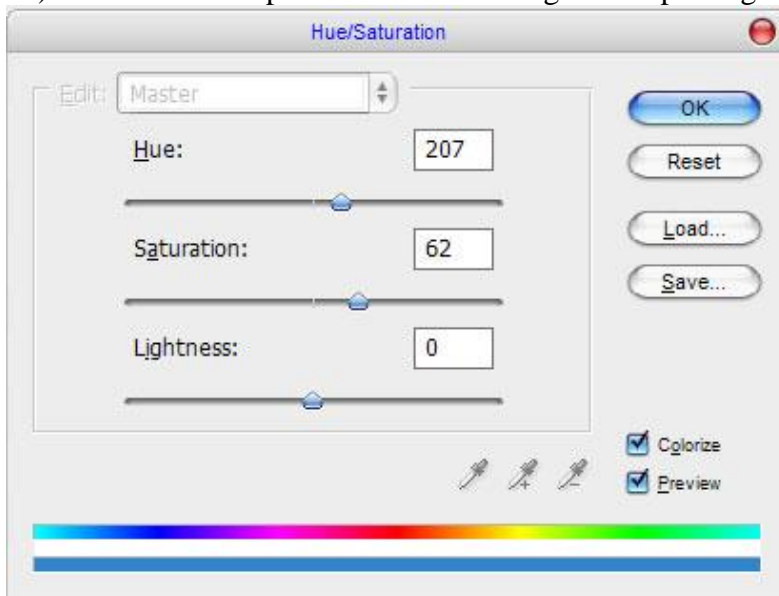 Hue/Saturation
Edit: Master
OK
Hue: 207
Reset
Load...
Saturation: 62
Save...
Lightness: 0
Colorize
Preview